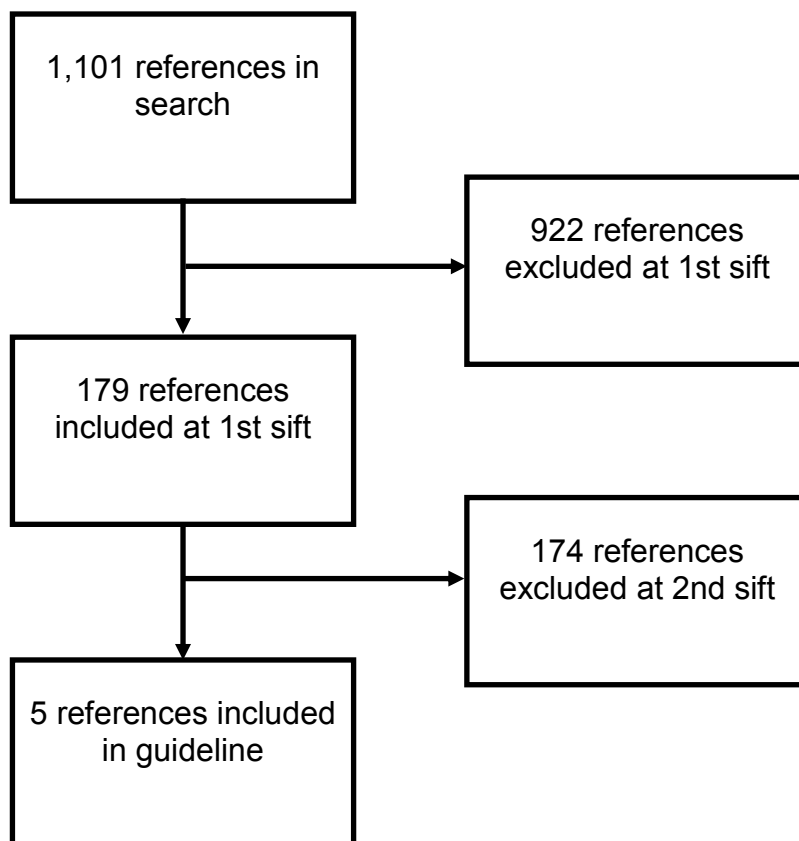 1,101 references in
search
922 references
excluded at 1st sift
179 references
included at 1st sift
174 references
excluded at 2nd sift
5 references included
in guideline